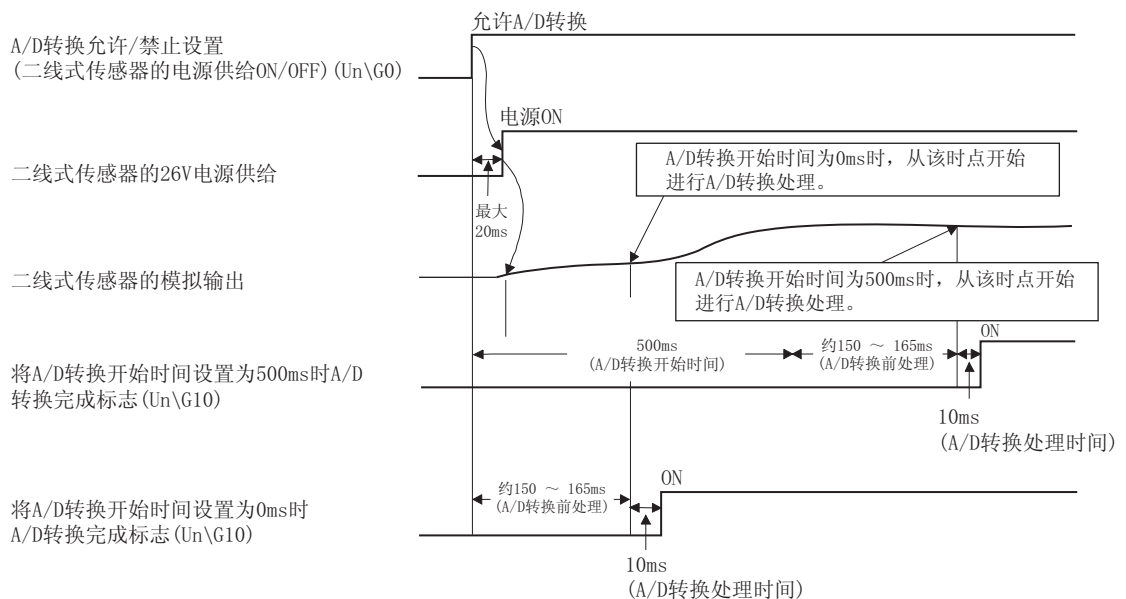 允许A/D转换
A/D转换允许/禁止设置
(二线式传感器的电源供给ON/OFF)(Un\G0)
电源ON
A/D转换开始时间为0ms时，从该时点开始
进行A/D转换处理。
二线式传感器的26V电源供给
最大
20ms
二线式传感器的模拟输出
A/D转换开始时间为500ms时，从该时点开始
进行A/D转换处理。
ON
500ms
(A/D转换开始时间)
约150 ～ 165ms
(A/D转换前处理)
将A/D转换开始时间设置为500ms时A/D
转换完成标志(Un\G10)
10ms
(A/D转换处理时间)
ON
约150 ～ 165ms
(A/D转换前处理)
将A/D转换开始时间设置为0ms时
A/D转换完成标志(Un\G10)
10ms
(A/D转换处理时间)